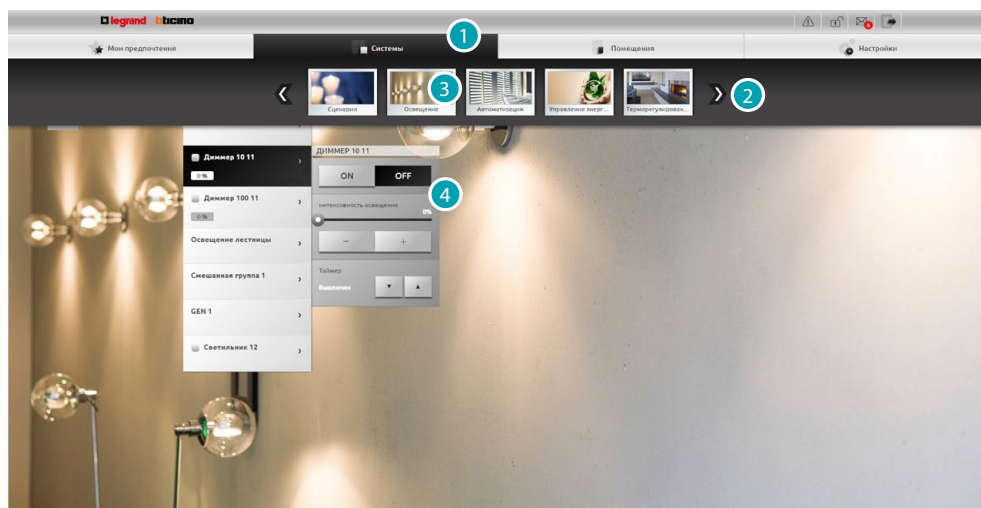 legrand bticino
6
Мои предпочтения
Системы
1
Помещения
Настройки
3
2
Сценарии
Освещение
Автоматизация
Управление энерг...
Терморегулирован...
Диммер 10 11
0 %
ДИММЕР 10 11
ON OFF
4
Диммер 100 11
0 %
интенсивность освещения
0%
Освещение лестницы
- +
Смешанная группа 1
Таймер
Выключен
GEN 1
Светильник 12